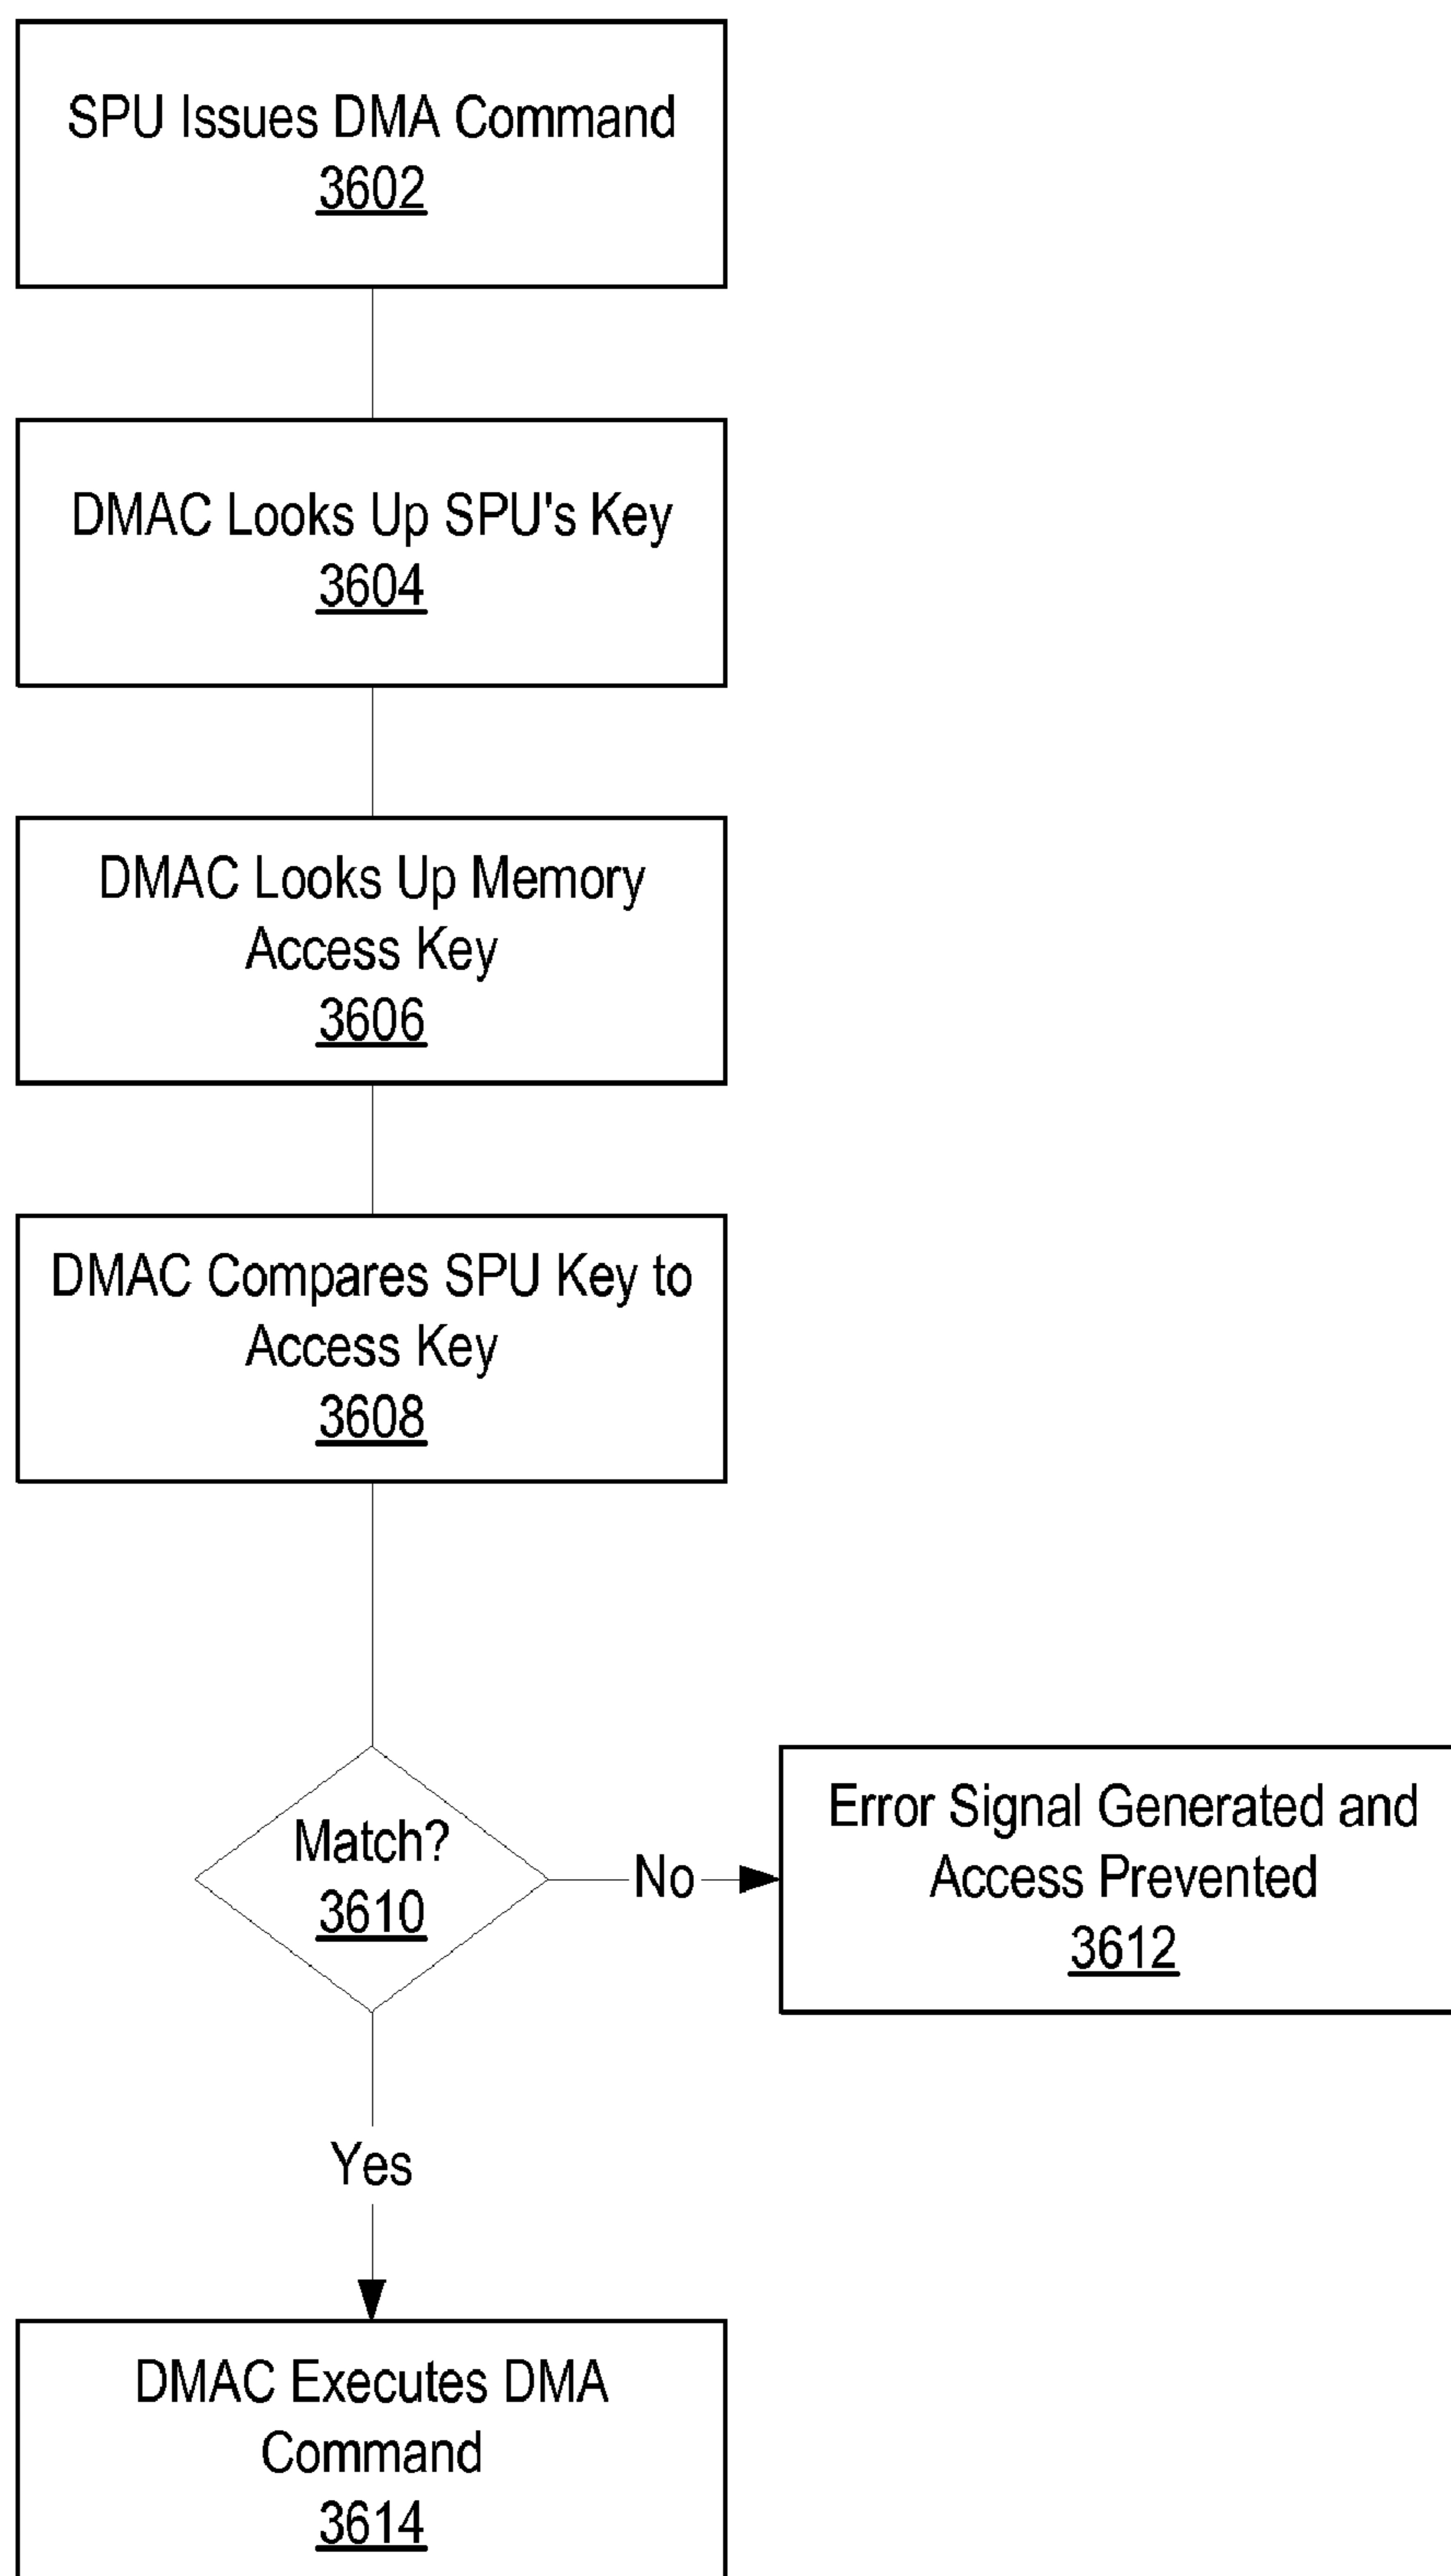 SPU Issues DMA Command
3602
DMAC Looks Up SPU's Key
3604
DMAC Looks Up Memory
Access Key
3606
DMAC Compares SPU Key to
Access Key
3608
Match?
3610
No
Error Signal Generated and
Access Prevented
3612
Yes
DMAC Executes DMA
Command
3614